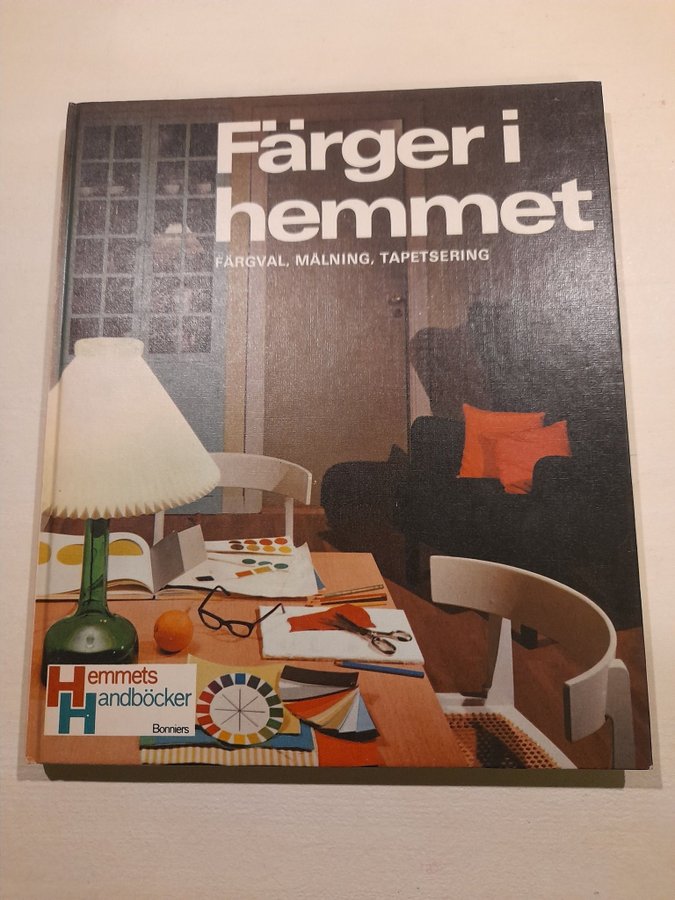 Färger i
hemmet
FÄRGVAL, MÅLNING, TAPETSERING
Hemmets
Handböcker
Bonniers